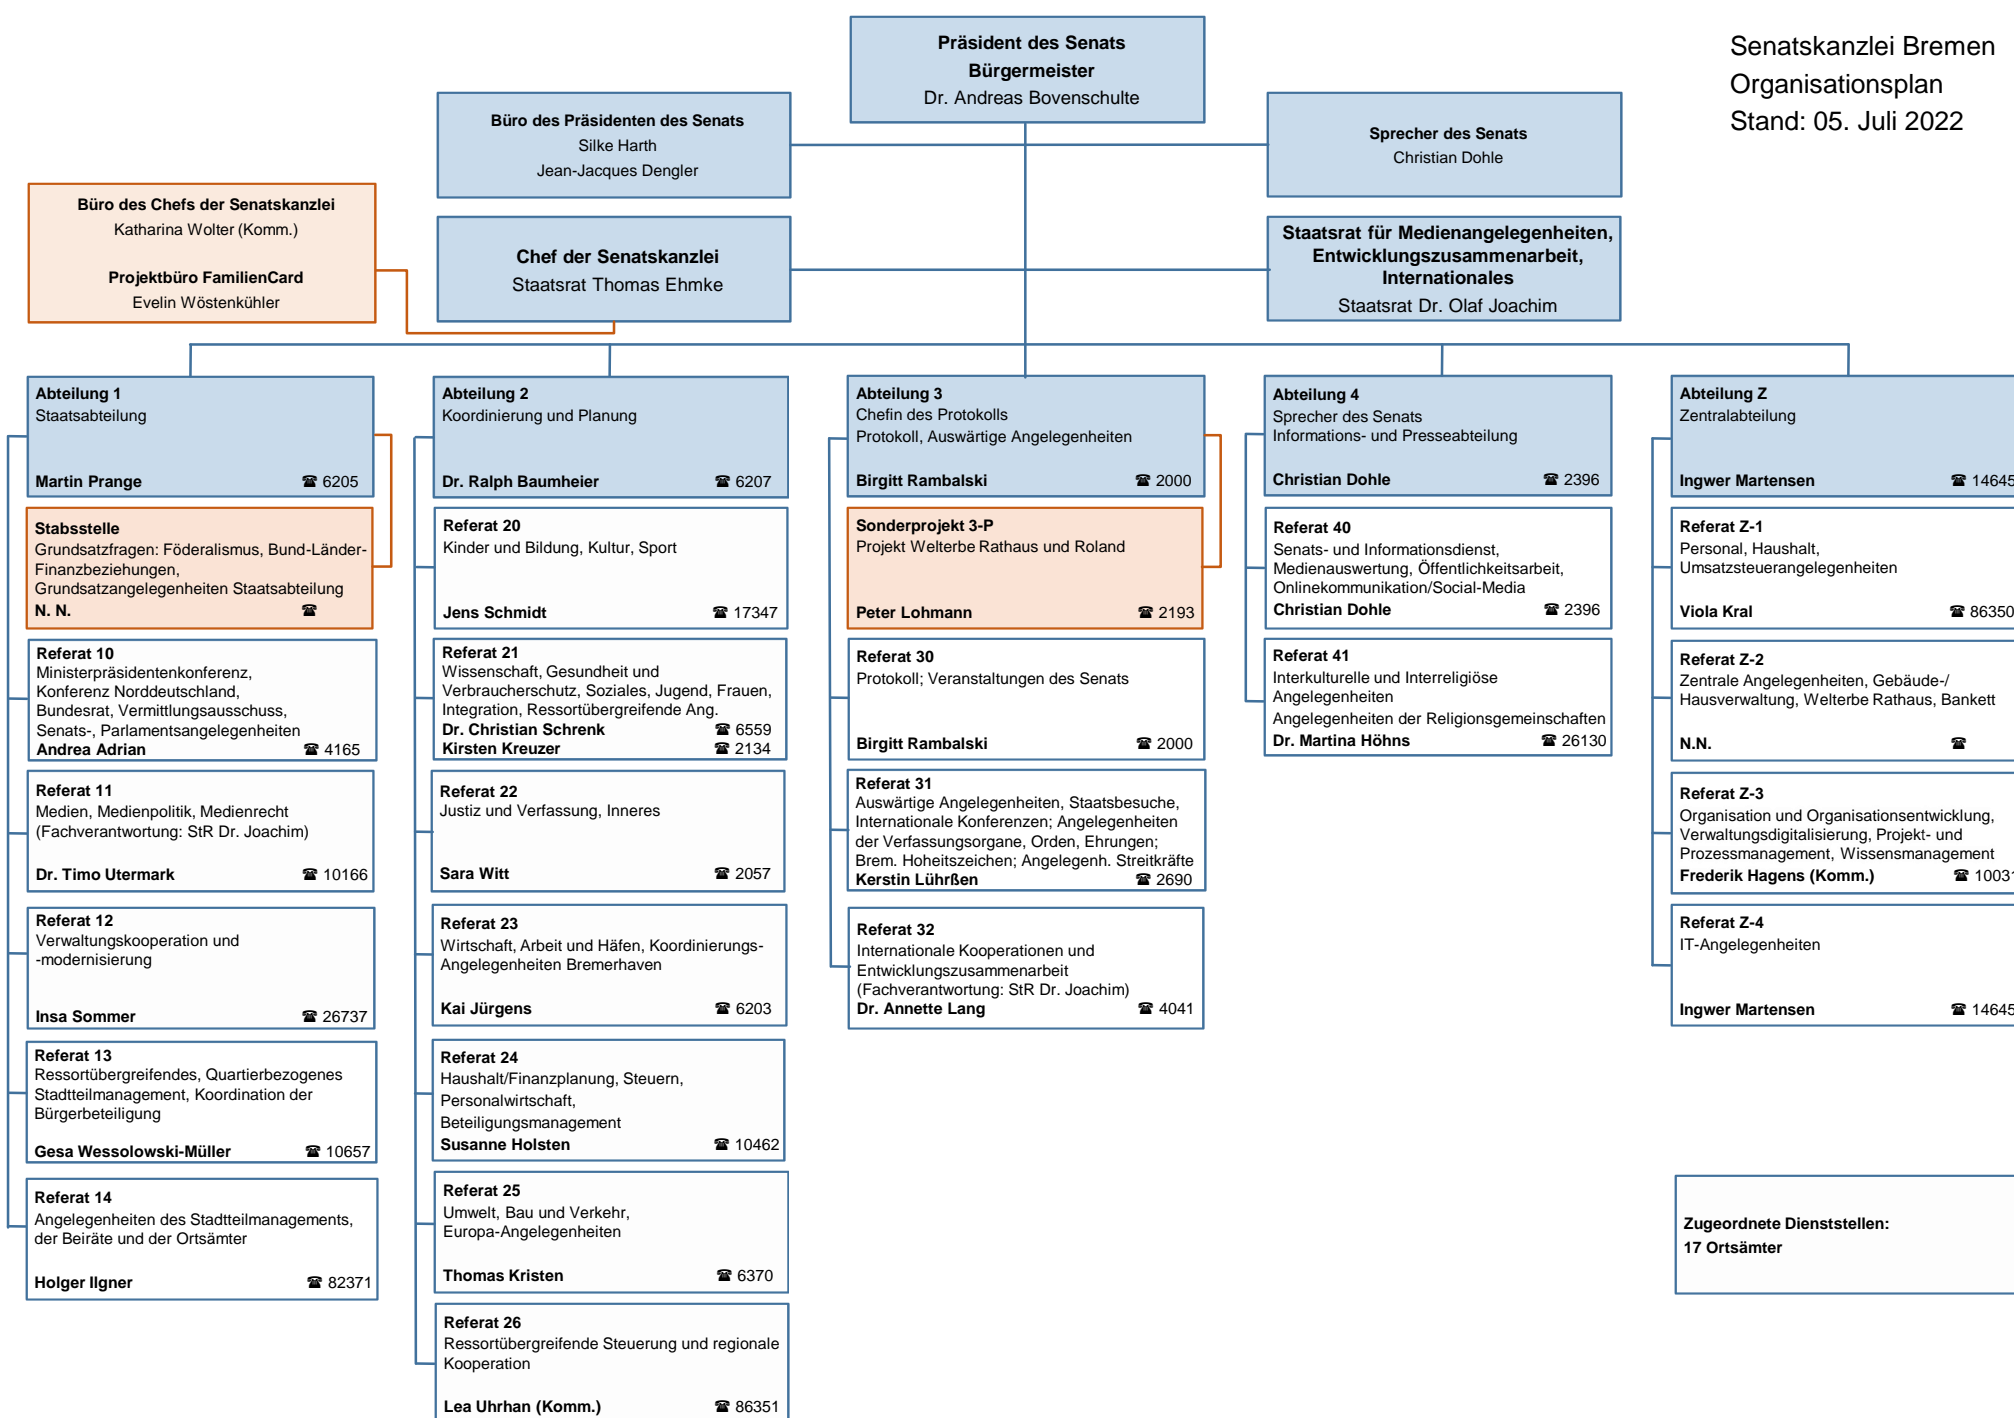 Senatskanzlei Bremen
Organisationsplan
Stand: 05. Juli 2022
Präsident des Senats
Bürgermeister
Dr. Andreas Bovenschulte
Büro des Präsidenten des Senats
Silke Harth
Jean-Jacques Dengler
Sprecher des Senats
Christian Dohle
Büro des Chefs der Senatskanzlei
Katharina Wolter (Komm.)
Projektbüro FamilienCard
Evelin Wöstenkühler
Chef der Senatskanzlei
Staatsrat Thomas Ehmke
Staatsrat für Medienangelegenheiten,
Entwicklungszusammenarbeit,
Internationales
Staatsrat Dr. Olaf Joachim
Abteilung 1
Staatsabteilung
Martin Prange ☎ 6205
Stabsstelle
Grundsatzfragen: Föderalismus, Bund-Länder-
Finanzbeziehungen,
Grundsatzangelegenheiten Staatsabteilung
N. N. ☎
Referat 10
Ministerpräsidentenkonferenz,
Konferenz Norddeutschland,
Bundesrat, Vermittlungsausschuss,
Senats-, Parlamentsangelegenheiten
Andrea Adrian ☎ 4165
Referat 11
Medien, Medienpolitik, Medienrecht
(Fachverantwortung: StR Dr. Joachim)
Dr. Timo Utermark ☎ 10166
Referat 12
Verwaltungskooperation und
-modernisierung
Insa Sommer ☎ 26737
Referat 13
Ressortübergreifendes, Quartierbezogenes
Stadtteilmanagement, Koordination der
Bürgerbeteiligung
Gesa Wessolowski-Müller ☎ 10657
Referat 14
Angelegenheiten des Stadtteilmanagements,
der Beiräte und der Ortsämter
Holger Ilgner ☎ 82371
Abteilung 2
Koordinierung und Planung
Dr. Ralph Baumheier ☎ 6207
Referat 20
Kinder und Bildung, Kultur, Sport
Jens Schmidt ☎ 17347
Referat 21
Wissenschaft, Gesundheit und
Verbraucherschutz, Soziales, Jugend, Frauen,
Integration, Ressortübergreifende Ang.
Dr. Christian Schrenk ☎ 6559
Kirsten Kreuzer ☎ 2134
Referat 22
Justiz und Verfassung, Inneres
Sara Witt ☎ 2057
Referat 23
Wirtschaft, Arbeit und Häfen, Koordinierungs-
Angelegenheiten Bremerhaven
Kai Jürgens ☎ 6203
Referat 24
Haushalt/Finanzplanung, Steuern,
Personalwirtschaft,
Beteiligungsmanagement
Susanne Holsten ☎ 10462
Referat 25
Umwelt, Bau und Verkehr,
Europa-Angelegenheiten
Thomas Kristen ☎ 6370
Referat 26
Ressortübergreifende Steuerung und regionale
Kooperation
Lea Uhrhan (Komm.) ☎ 86351
Abteilung 3
Chefin des Protokolls
Protokoll, Auswärtige Angelegenheiten
Birgitt Rambalski ☎ 2000
Sonderprojekt 3-P
Projekt Welterbe Rathaus und Roland
Peter Lohmann ☎ 2193
Referat 30
Protokoll; Veranstaltungen des Senats
Birgitt Rambalski ☎ 2000
Referat 31
Auswärtige Angelegenheiten, Staatsbesuche,
Internationale Konferenzen; Angelegenheiten
der Verfassungsorgane, Orden, Ehrungen;
Brem. Hoheitszeichen; Angelegenh. Streitkräfte
Kerstin Lührßen ☎ 2690
Referat 32
Internationale Kooperationen und
Entwicklungszusammenarbeit
(Fachverantwortung: StR Dr. Joachim)
Dr. Annette Lang ☎ 4041
Abteilung 4
Sprecher des Senats
Informations- und Presseabteilung
Christian Dohle ☎ 2396
Referat 40
Senats- und Informationsdienst,
Medienauswertung, Öffentlichkeitsarbeit,
Onlinekommunikation/Social-Media
Christian Dohle ☎ 2396
Referat 41
Interkulturelle und Interreligiöse
Angelegenheiten
Angelegenheiten der Religionsgemeinschaften
Dr. Martina Höhns ☎ 26130
Abteilung Z
Zentralabteilung
Ingwer Martensen ☎ 14645
Referat Z-1
Personal, Haushalt,
Umsatzsteuerangelegenheiten
Viola Kral ☎ 86350
Referat Z-2
Zentrale Angelegenheiten, Gebäude-/
Hausverwaltung, Welterbe Rathaus, Bankett
N.N. ☎
Referat Z-3
Organisation und Organisationsentwicklung,
Verwaltungsdigitalisierung, Projekt- und
Prozessmanagement, Wissensmanagement
Frederik Hagens (Komm.) ☎ 10031
Referat Z-4
IT-Angelegenheiten
Ingwer Martensen ☎ 14645
Zugeordnete Dienststellen:
17 Ortsämter